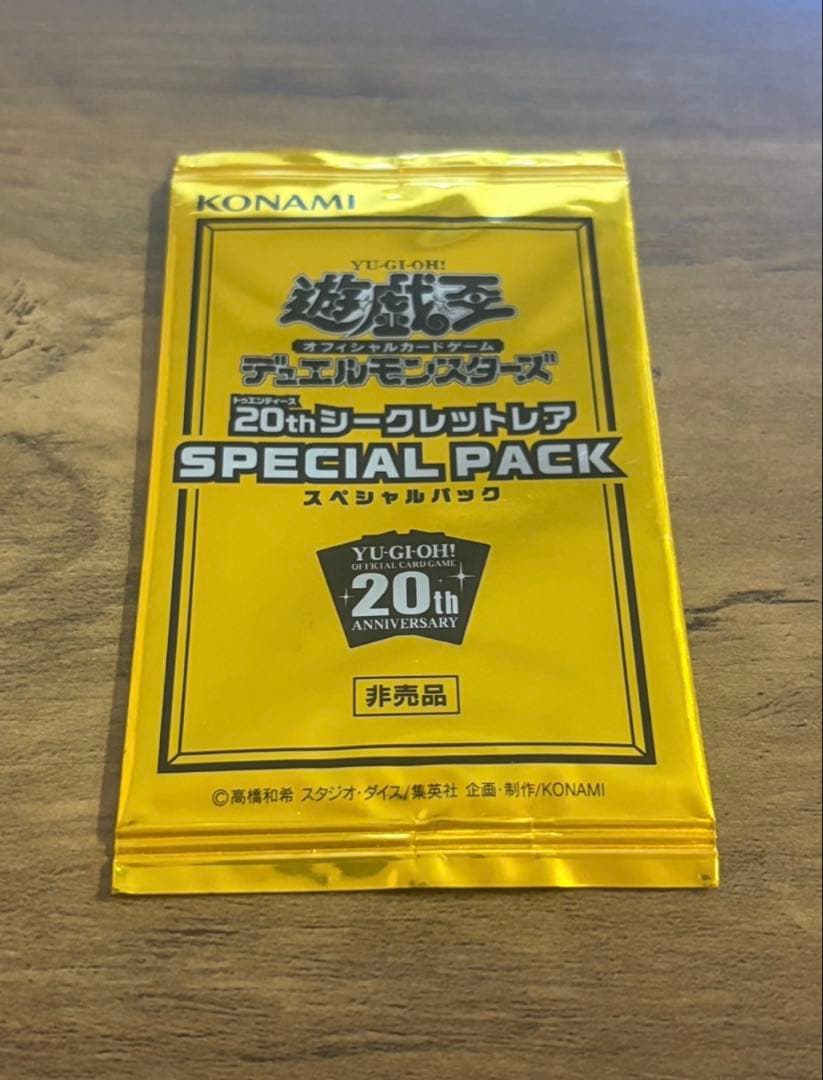 KONAMI
YU-GI-OH!
遊戯王
オフィシャルカードゲーム
デュエルモンスターズ
トゥエンティース
20thシークレットレア
SPECIAL PACK
スペシャルパック
YU-GI-OH!
OFFICIAL CARD GAME
20th
ANNIVERSARY
非売品
©高橋和希 スタジオ・ダイス/集英社 企画・制作/KONAMI